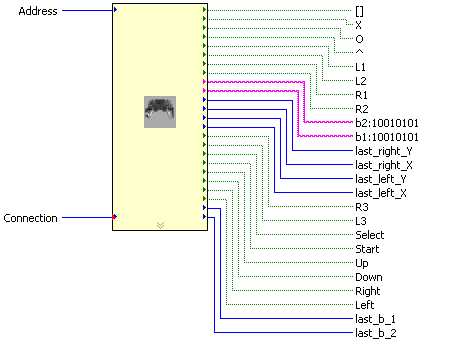 Address
Connection
[]
X
O
^
L1
L2
R1
R2
b2:10010101
b1:10010101
last_right_Y
last_right_X
last_left_Y
last_left_X
R3
L3
Select
Start
Up
Down
Right
Left
last_b_1
last_b_2